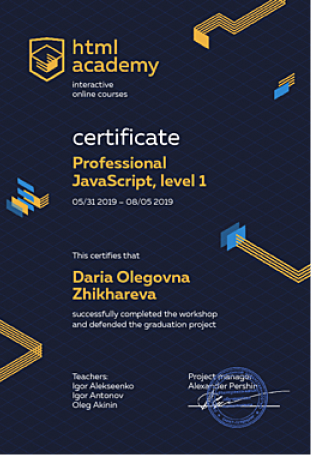 html
academy
interactive
online courses
certificate
Professional
JavaScript, level 1
05/31 2019 – 08/05 2019
This certifies that
Daria Olegovna
Zhikhareva
successfully completed the workshop
and defended the graduation project
Teachers:
Igor Alekseenko
Igor Antonov
Oleg Akinin
Project manager:
Alexander Pershin